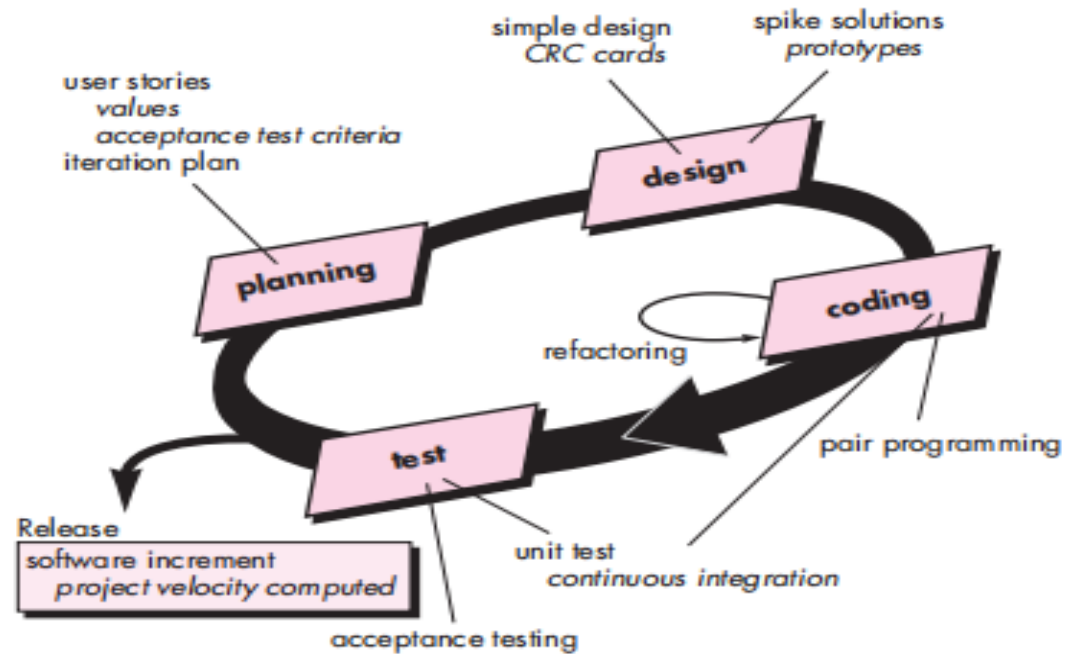 simple design
CRC cards
spike solutions
prototypes
user stories
values
acceptance test criteria
iteration plan
design
planning
coding
refactoring
test
pair programming
Release
software increment
project velocity computed
unit test
continuous integration
acceptance testing